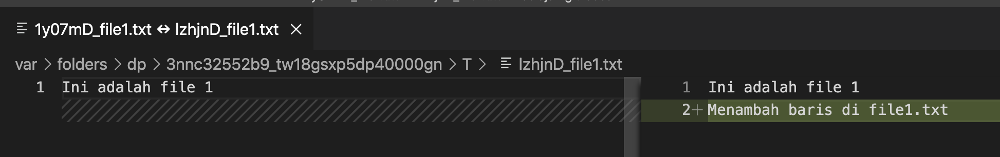 1y07mD_file1.txt ↔ lzhjnD_file1.txt ×
var > folders > dp > 3nnc32552b9_tw18gsxp5dp40000gn > T > lzhjnD_file1.txt
1 Ini adalah file 1
1 Ini adalah file 1
2+ Menambah baris di file1.txt